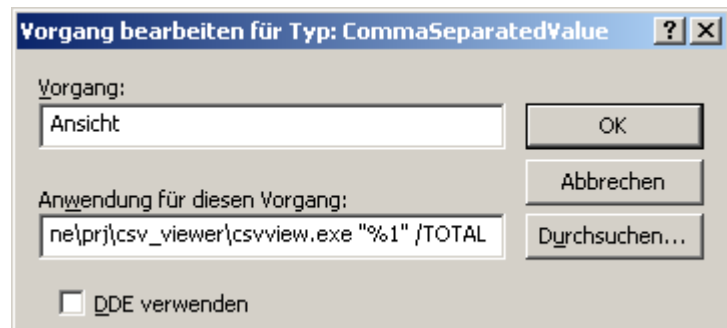 Vorgang bearbeiten für Typ: CommaSeparatedValue
Vorgang:
Ansicht
OK
Abbrechen
Anwendung für diesen Vorgang:
ne\prj\csv_viewer\csvview.exe "%1" /TOTAL
Durchsuchen...
DDE verwenden